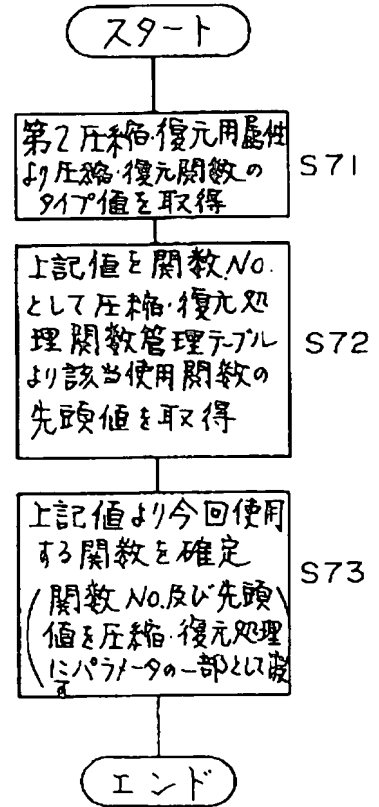 スタート
第2圧縮・復元用属性
より圧縮・復元関数の
タイプ値を取得
S71
上記値を関数No.
として圧縮・復元処
理関数管理テーブル
より該当使用関数の
先頭値を取得
S72
上記値より今回使用
する関数を確定
(関数No.及び先頭
値を圧縮・復元処理
にパラメータの一部として渡
す)
S73
エンド